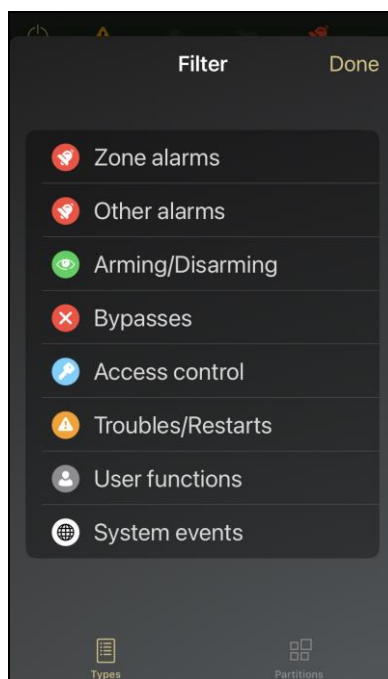 Filter Done
Zone alarms
Other alarms
Arming/Disarming
Bypasses
Access control
Troubles/Restarts
User functions
System events
Types Partitions